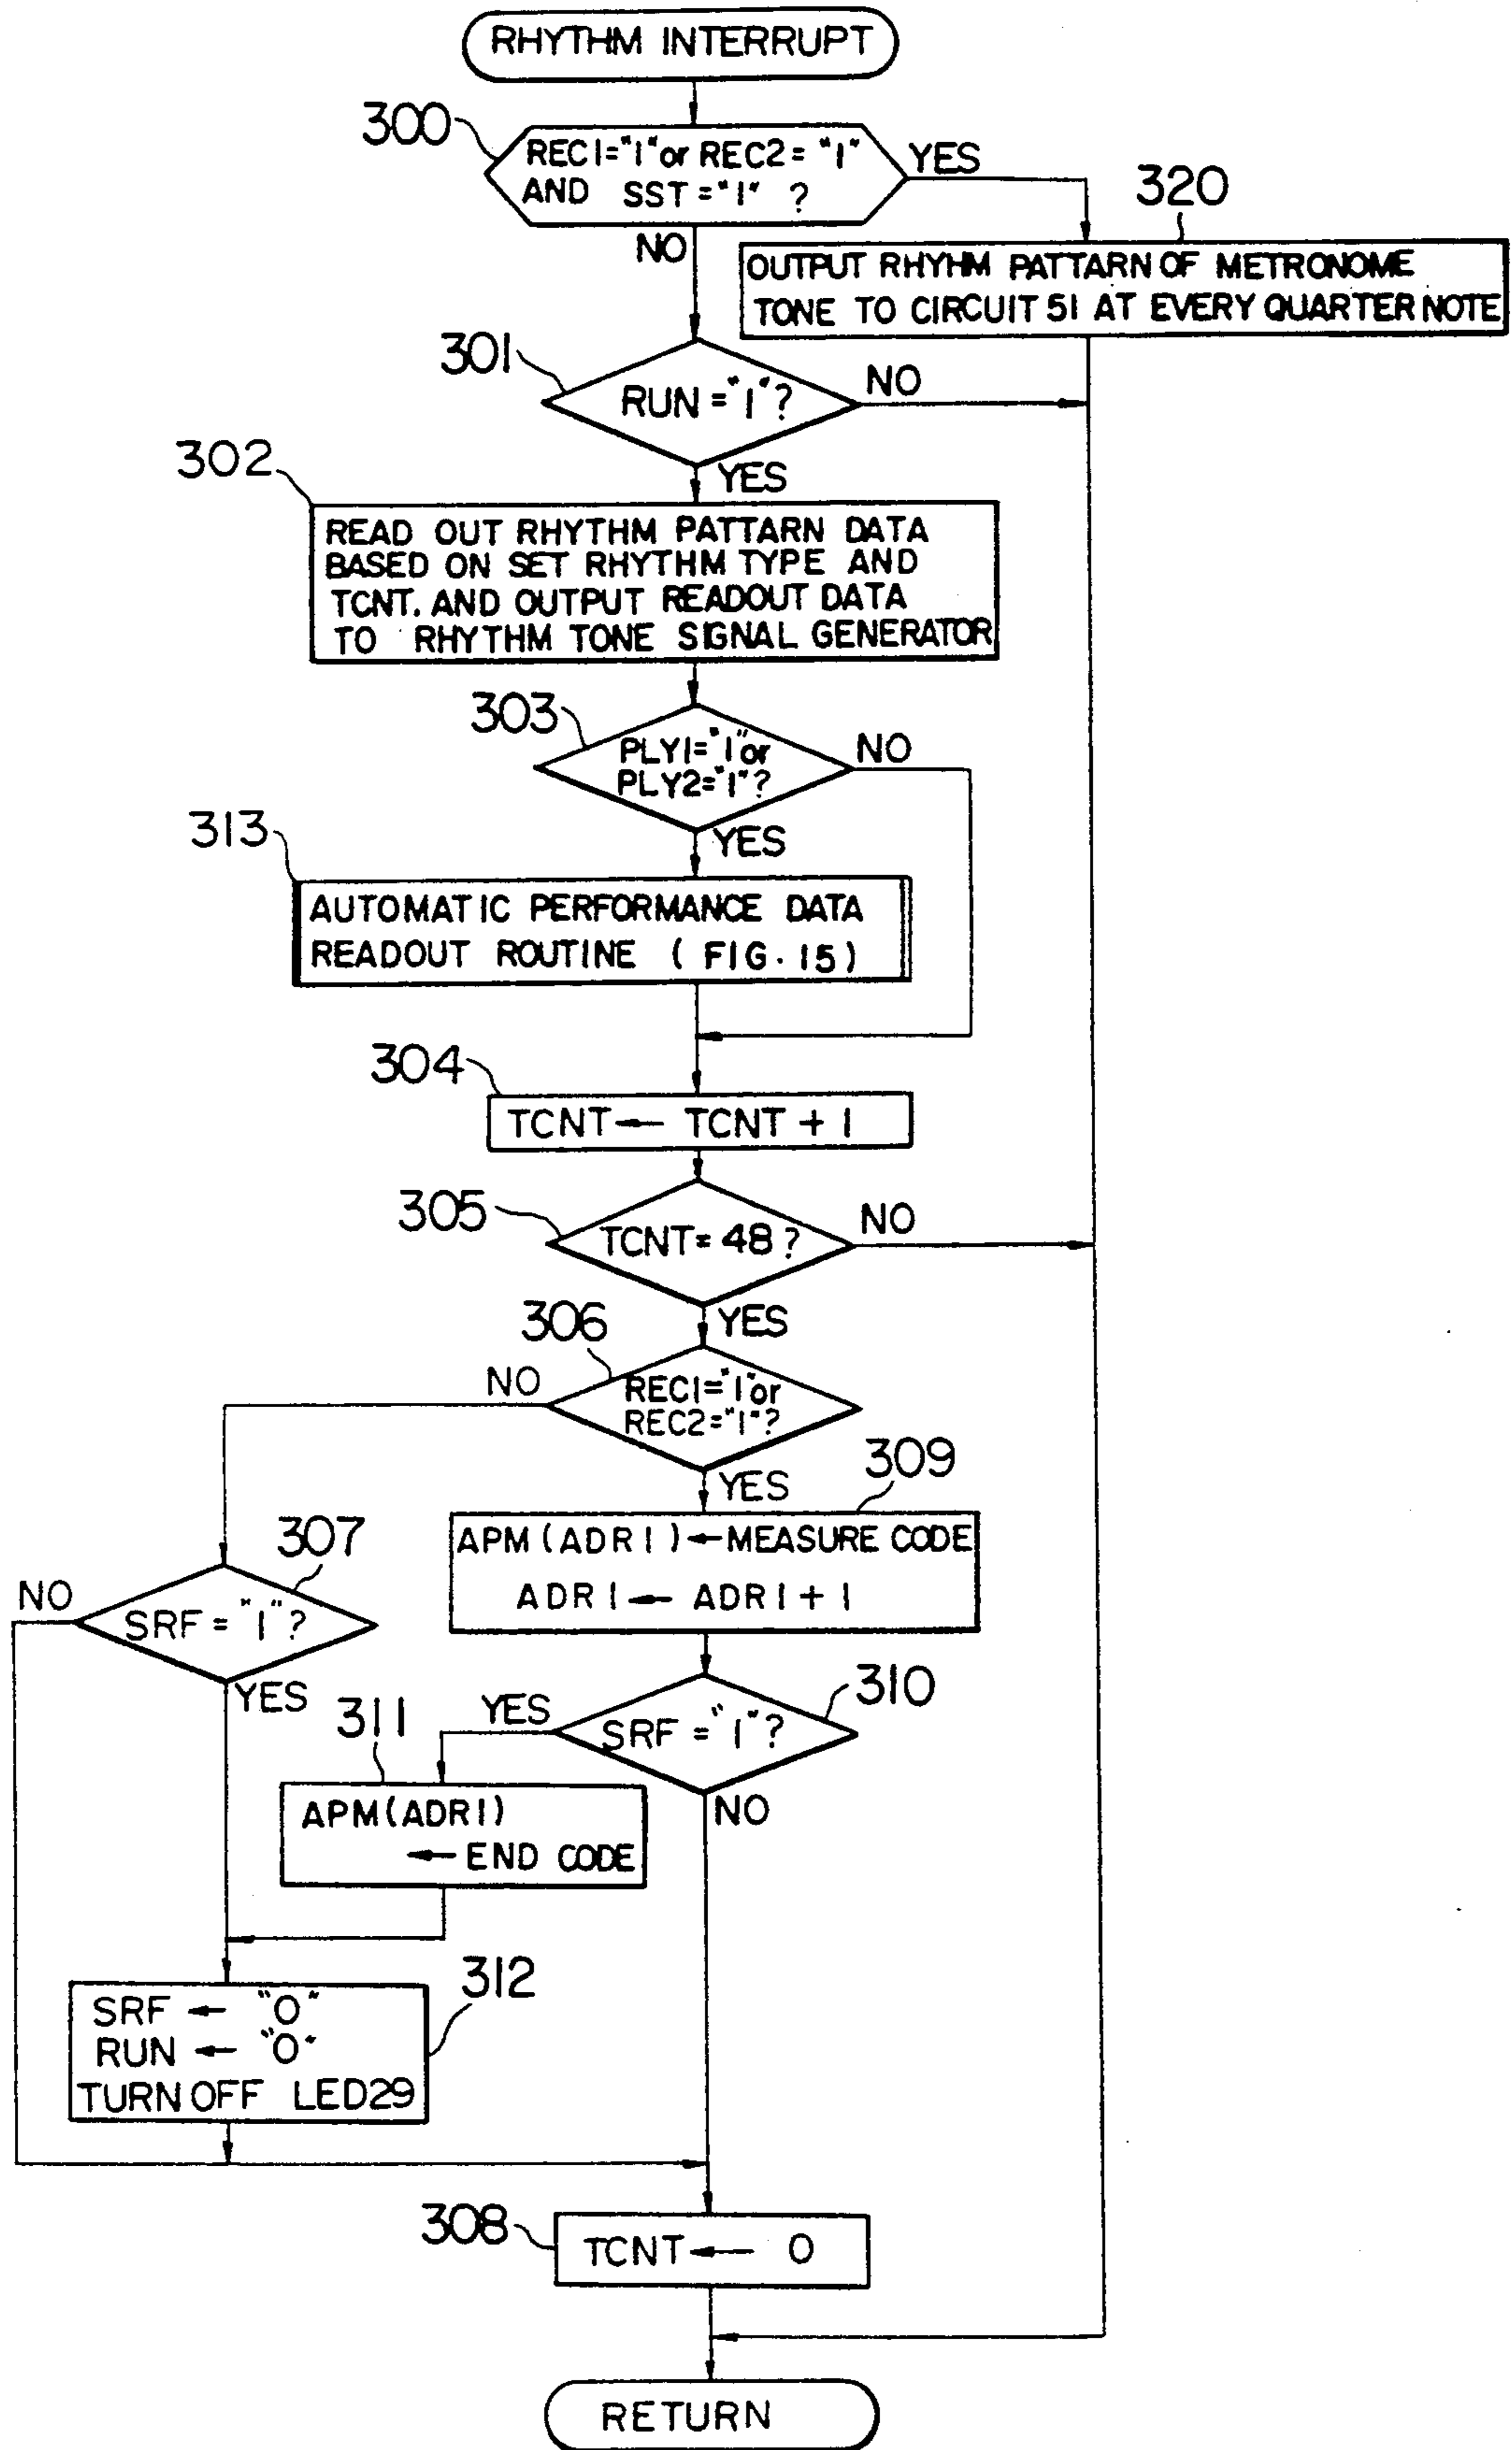 RHYTHM INTERRUPT
300
REC1="1" or REC2="1"
AND SST="1" ?
YES
NO
320
OUTPUT RHYHM PATTARN OF METRONOME
TONE TO CIRCUIT 51 AT EVERY QUARTER NOTE
301
RUN="1"?
NO
YES
302
READ OUT RHYTHM PATTARN DATA
BASED ON SET RHYTHM TYPE AND
TCNT. AND OUTPUT READOUT DATA
TO RHYTHM TONE SIGNAL GENERATOR
303
PLY1="1" or
PLY2="1"?
NO
YES
313
AUTOMATIC PERFORMANCE DATA
READOUT ROUTINE (FIG.15)
304
TCNT ← TCNT + 1
305
TCNT=48?
NO
YES
306
REC1="1" or
REC2="1"?
NO
YES
309
APM(ADR1)←MEASURE CODE
ADR1 ← ADR1 + 1
307
SRF="1"?
NO
YES
310
SRF="1"?
YES
NO
311
APM(ADR1)
← END CODE
312
SRF ← "0"
RUN ← "0"
TURN OFF LED29
308
TCNT ← 0
RETURN